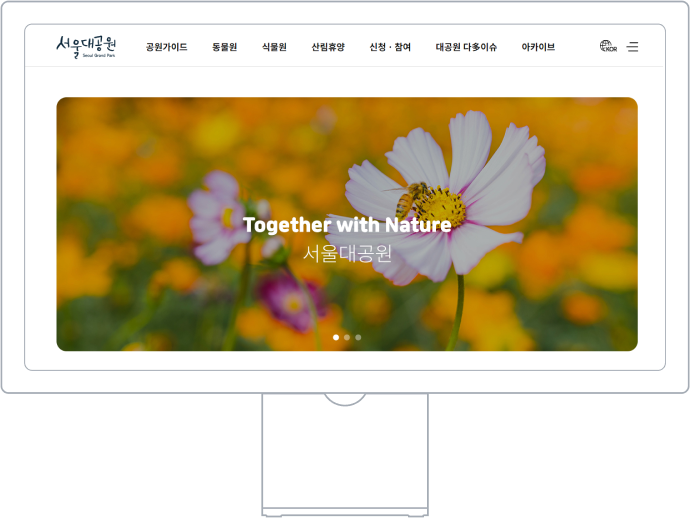 서울대공원
Seoul Grand Park
공원가이드 동물원 식물원 산림휴양 신청 · 참여 대공원 다多이슈 아카이브
KOR
Together with Nature
서울대공원